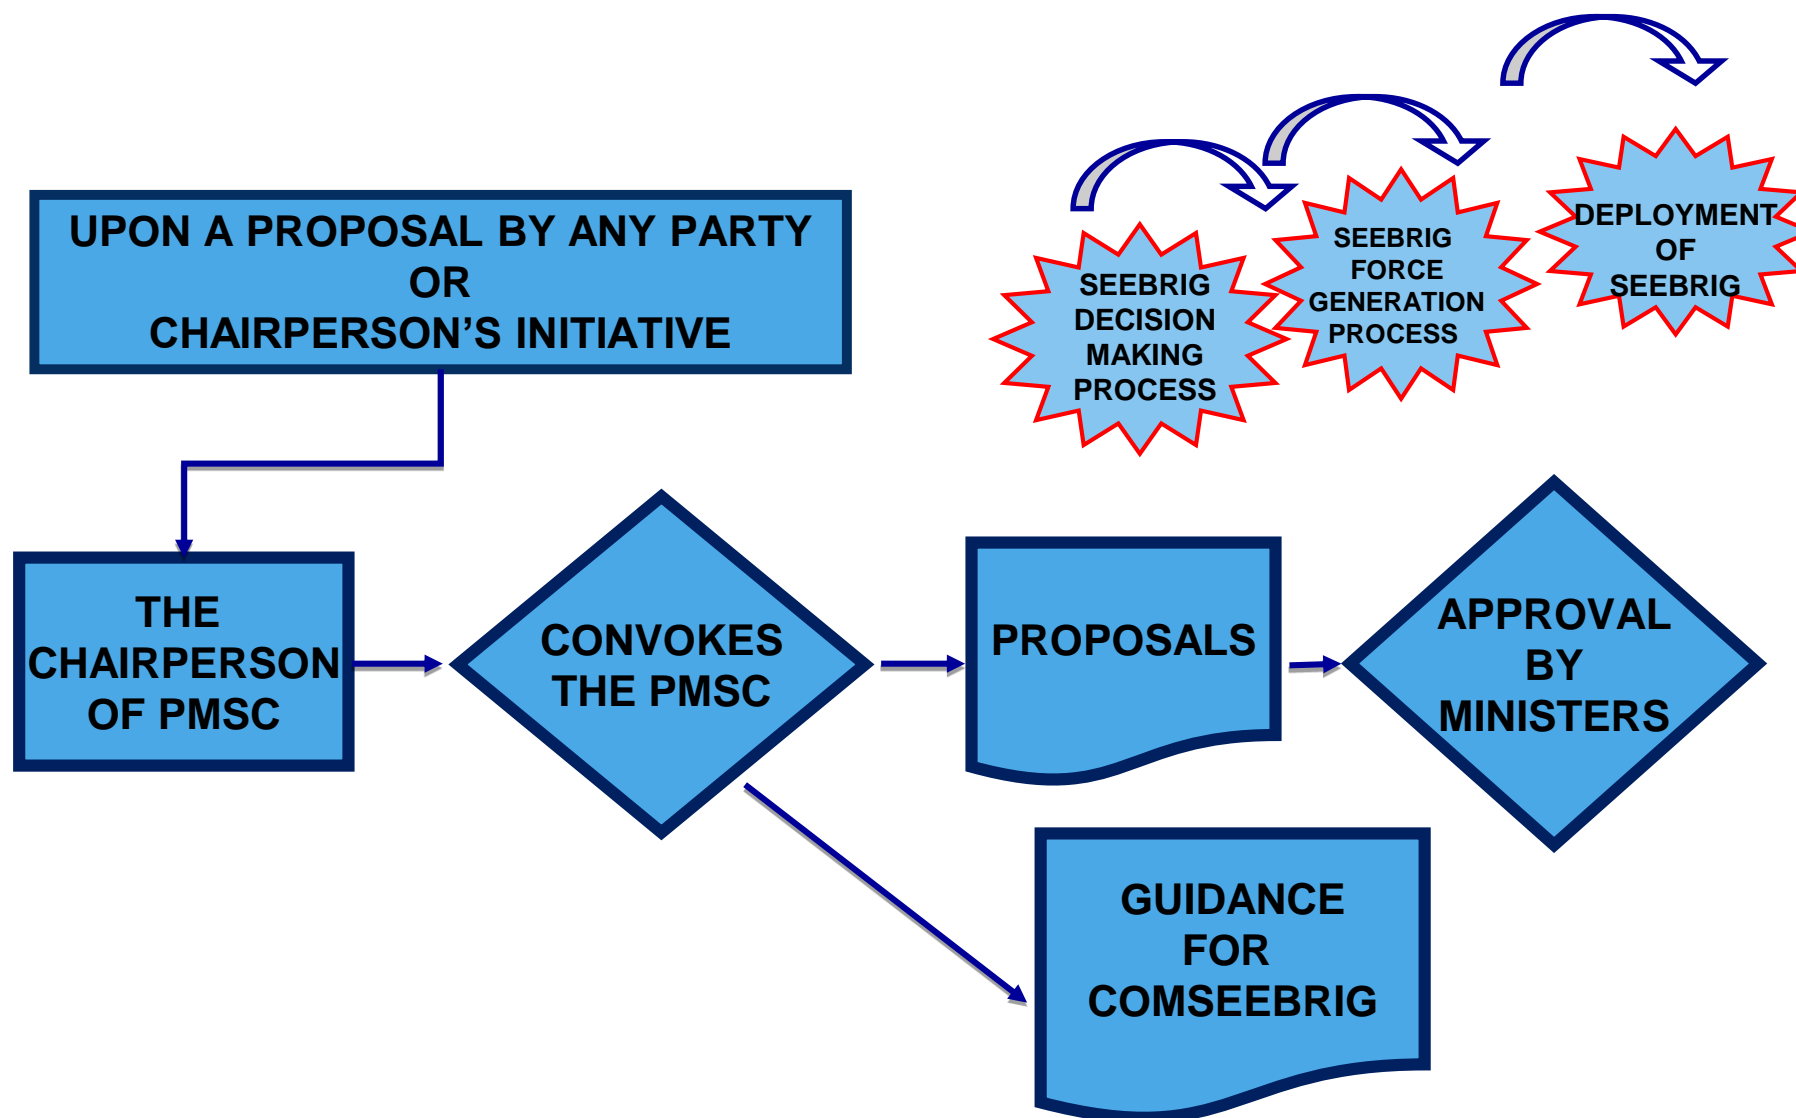 UPON A PROPOSAL BY ANY PARTY
OR
CHAIRPERSON’S INITIATIVE
SEEBRIG
DECISION
MAKING
PROCESS
SEEBRIG
FORCE
GENERATION
PROCESS
DEPLOYMENT
OF
SEEBRIG
THE
CHAIRPERSON
OF PMSC
CONVOKES
THE PMSC
PROPOSALS
APPROVAL
BY
MINISTERS
GUIDANCE
FOR
COMSEEBRIG